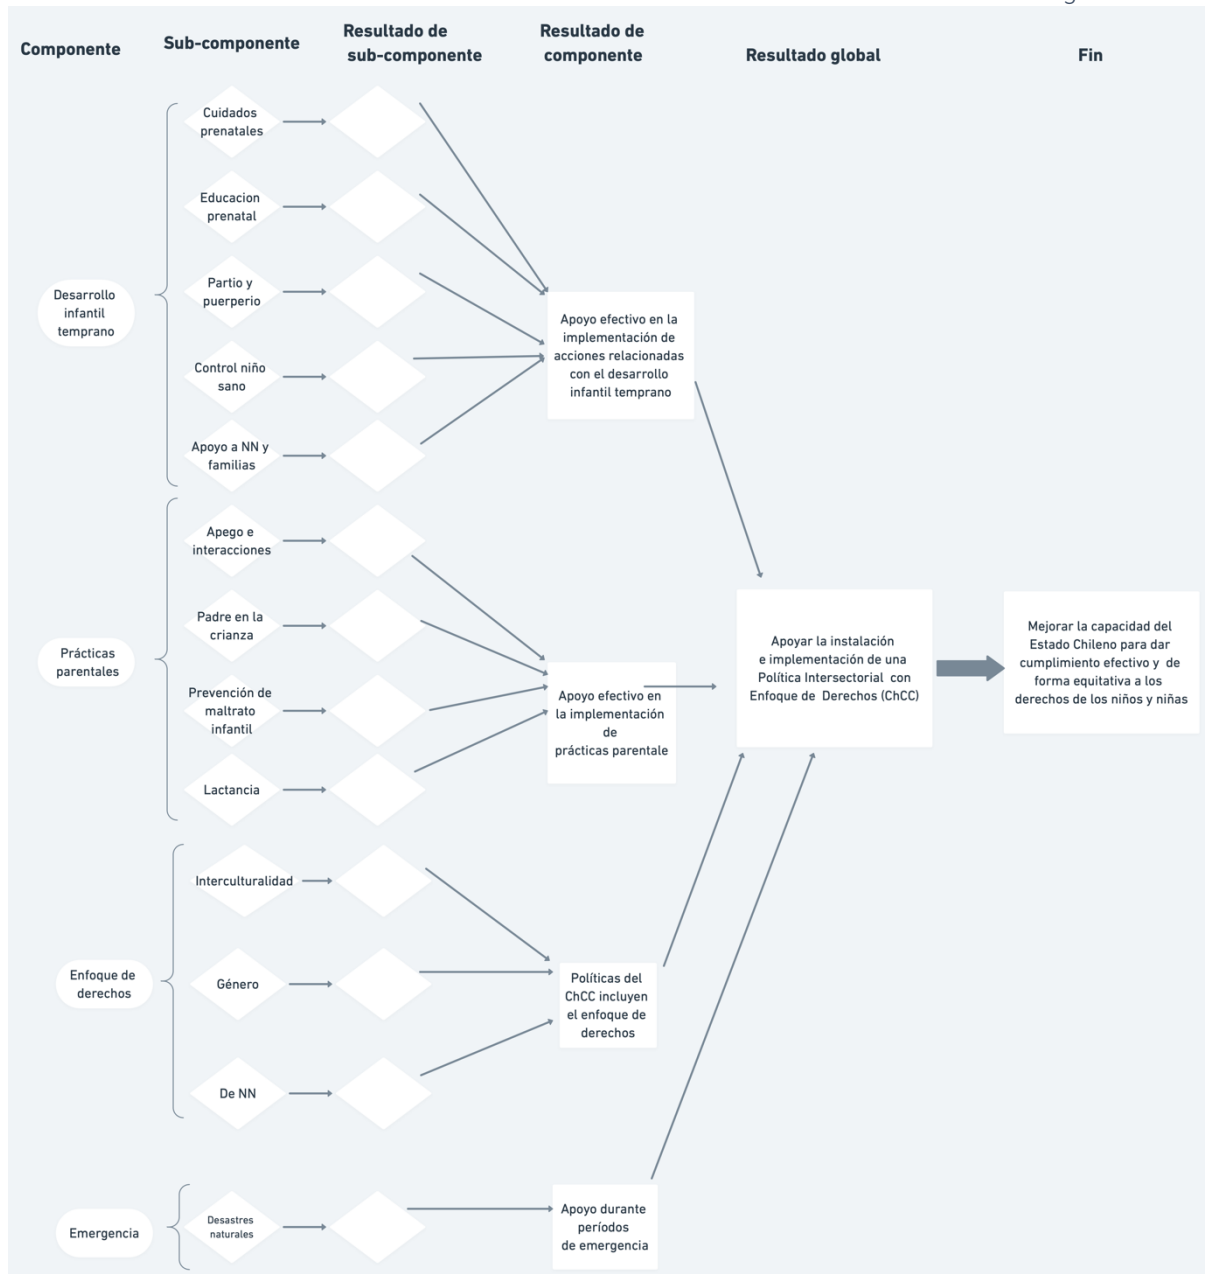 Componente
Sub-componente
Resultado de
sub-componente
Resultado de
componente
Resultado global
Fin
Desarrollo
infantil
temprano
Cuidados
prenatales
Educacion
prenatal
Partio y
puerperio
Control niño
sano
Apoyo a NN y
familias
Apoyo efectivo en la
implementación de
acciones relacionadas
con el desarrollo
infantil temprano
Prácticas
parentales
Apego e
interacciones
Padre en la
crianza
Prevención de
maltrato
infantil
Lactancia
Apoyo efectivo en
la implementación
de
prácticas parentale
Apoyar la instalación
e implementación de una
Política Intersectorial con
Enfoque de Derechos (ChCC)
Mejorar la capacidad del
Estado Chileno para dar
cumplimiento efectivo y de
forma equitativa a los
derechos de los niños y niñas
Enfoque de
derechos
Interculturalidad
Género
De NN
Políticas del
ChCC incluyen
el enfoque de
derechos
Emergencia
Desastres
naturales
Apoyo durante
períodos
de emergencia